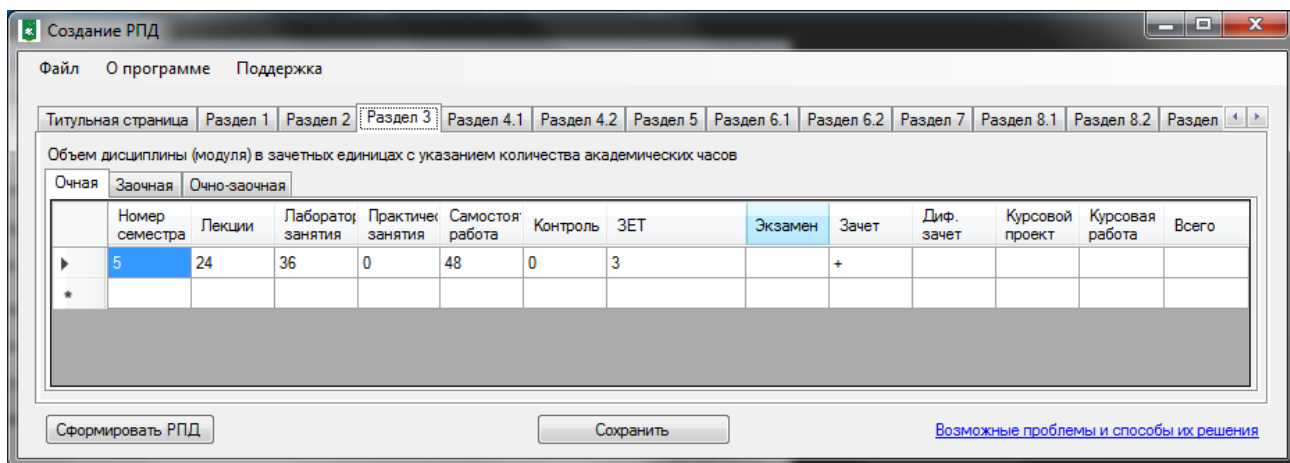 Создание РПД
Файл О программе Поддержка
Титульная страница Раздел 1 Раздел 2 Раздел 3 Раздел 4.1 Раздел 4.2 Раздел 5 Раздел 6.1 Раздел 6.2 Раздел 7 Раздел 8.1 Раздел 8.2 Раздел
Объем дисциплины (модуля) в зачетных единицах с указанием количества академических часов
Очная Заочная Очно-заочная
Номер семестра Лекции Лаборатор занятия Практичес занятия Самостоят работа Контроль ЗЕТ Экзамен Зачет Диф. зачет Курсовой проект Курсовая работа Всего
5 24 36 0 48 0 3 +
Сформировать РПД Сохранить Возможные проблемы и способы их решения